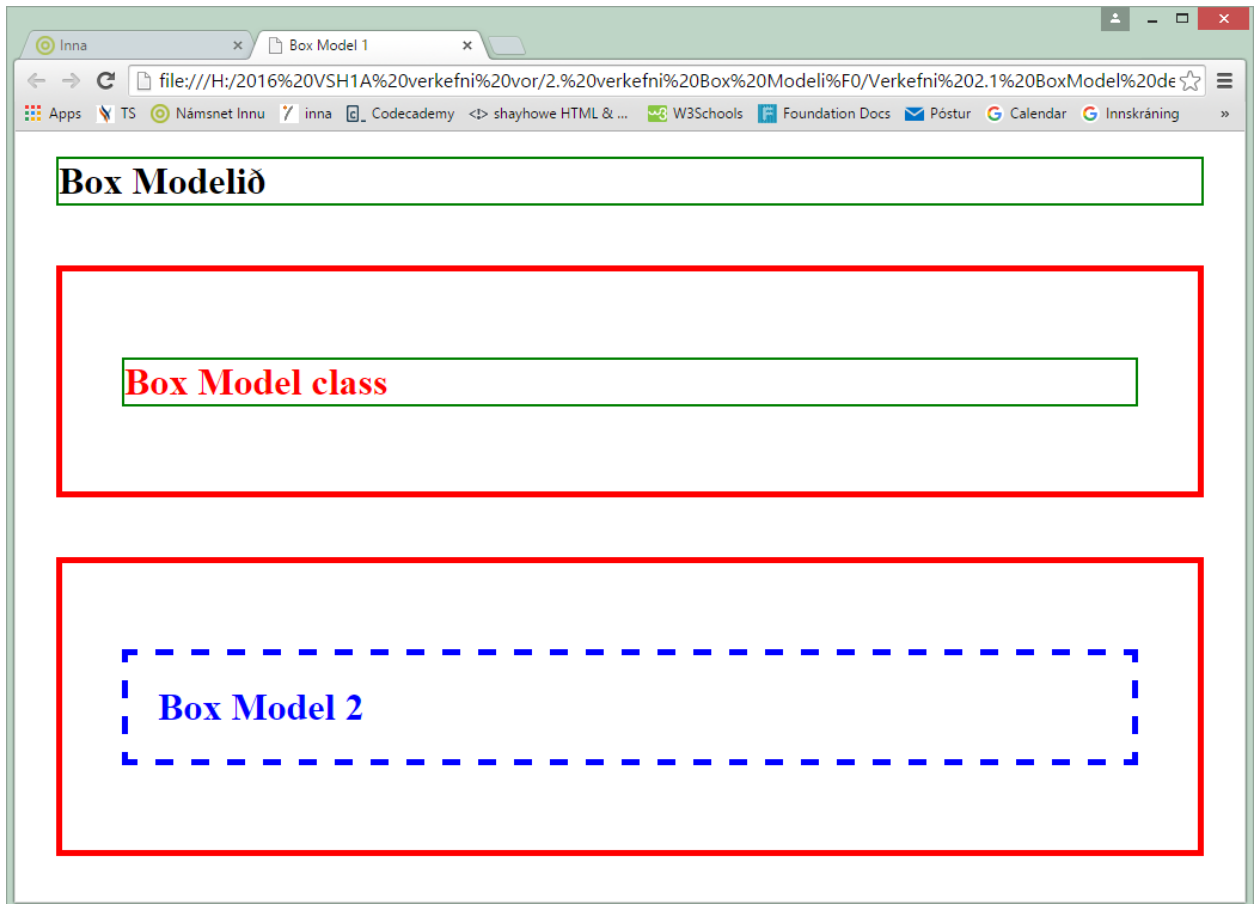 Inna
Box Model 1
file:///H:/2016%20VSH1A%20verkefni%20vor/2.%20verkefni%20Box%20Modeli%F0/Verkefni%202.1%20BoxModel%20de
Apps TS Námsnet Innu inna Codecademy <I> shayhowe HTML & ... W3Schools Foundation Docs Póstur Calendar Innskráning »
Box Modelið
Box Model class
Box Model 2